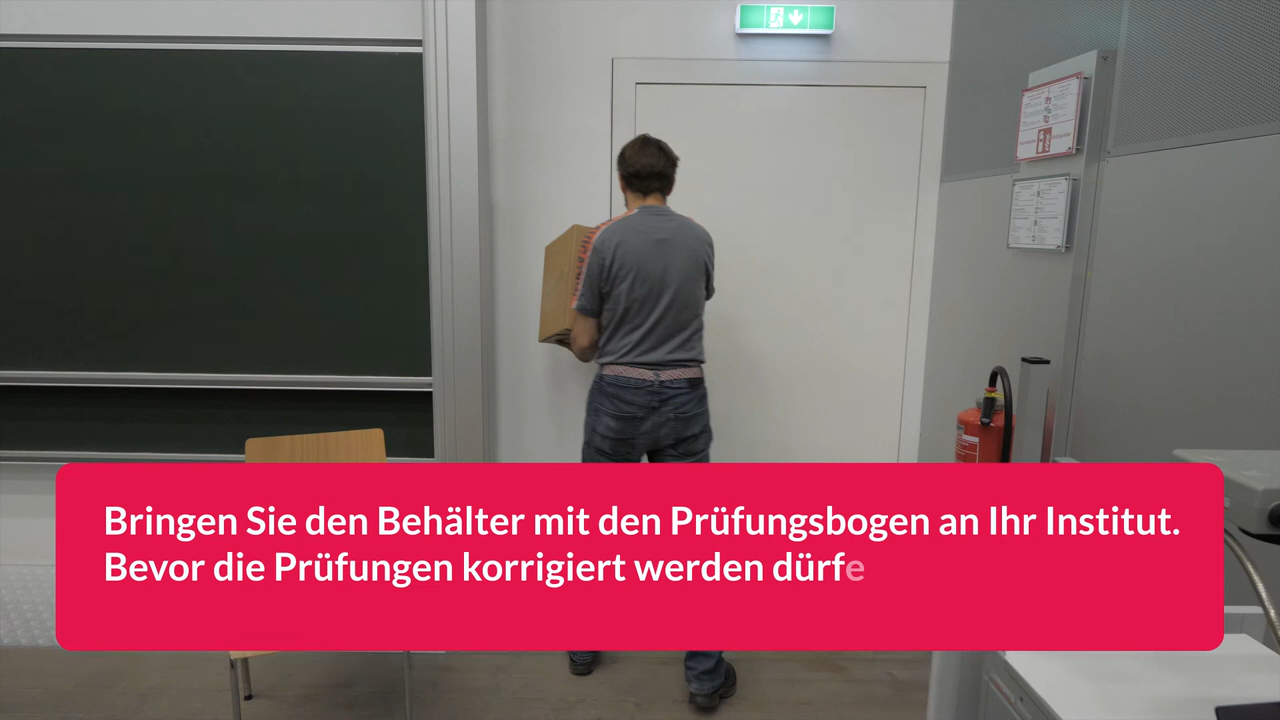 Bringen Sie den Behälter mit den Prüfungsbogen an Ihr Institut.
Bevor die Prüfungen korrigiert werden dürfe